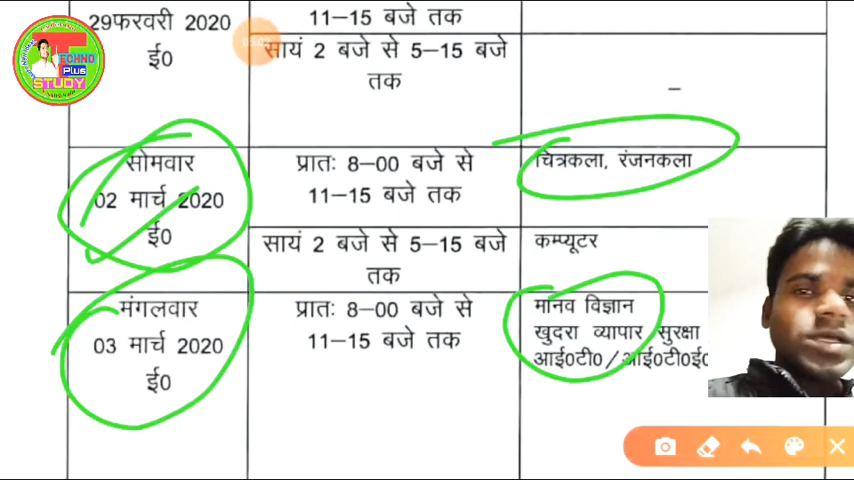 TECHNO
Plus
STUDY
29फरवरी 2020
ई0
11–15 बजे तक
सायं 2 बजे से 5–15 बजे
तक
–
सोमवार
02 मार्च 2020
ई0
प्रातः 8–00 बजे से
11–15 बजे तक
चित्रकला, रंजनकला
सायं 2 बजे से 5–15 बजे
तक
कम्प्यूटर
मंगलवार
03 मार्च 2020
ई0
प्रातः 8–00 बजे से
11–15 बजे तक
मानव विज्ञान
खुदरा व्यापार सुरक्षा
आई0टी0/आई0टी0ई0